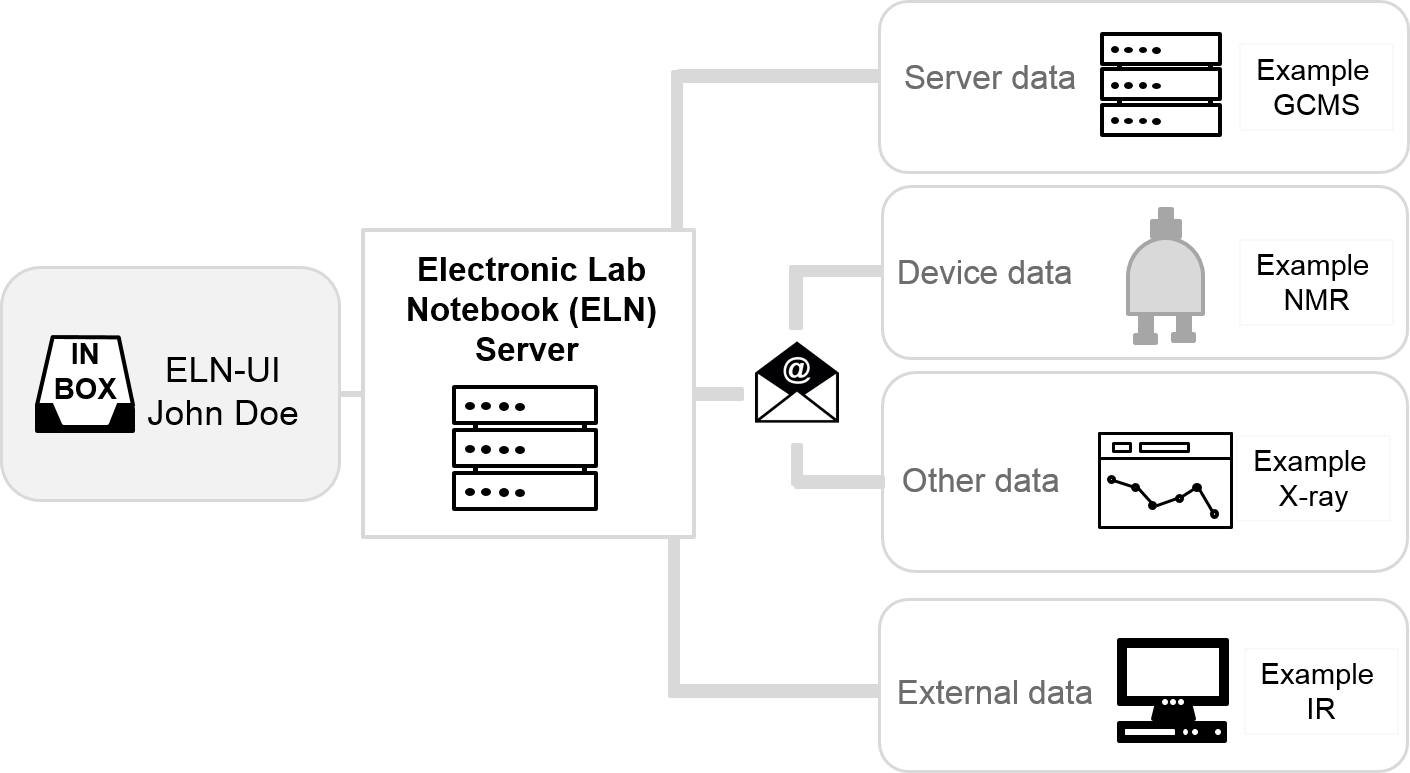 IN
BOX
ELN-UI
John Doe
Electronic Lab
Notebook (ELN)
Server
@
Server data
Example
GCMS
Device data
Example
NMR
Other data
Example
X-ray
External data
Example
IR